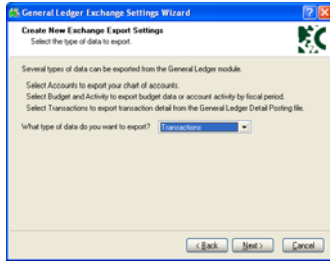 General Ledger Exchange Settings Wizard
Create New Exchange Export Settings
Select the type of data to export.
Several types of data can be exported from the General Ledger module.
Select Accounts to export your chart of accounts.
Select Budget and Activity to export budget data or account activity by fiscal period.
Select Transactions to export transaction detail from the General Ledger Detail Posting file.
What type of data do you want to export? Transactions
< Back Next > Cancel